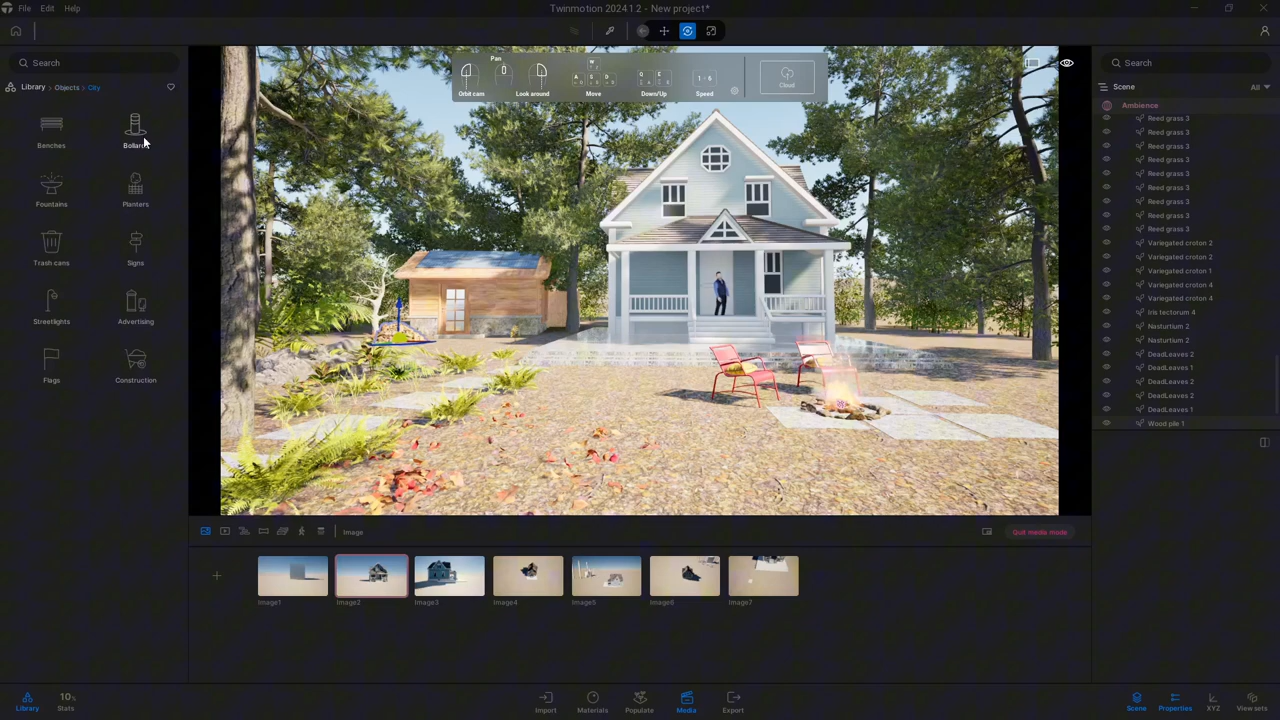 File Edit Help
Twinmotion 2024.1.2 - New project*
Search
Library > Objects > City
Benches
Bollards
Fountains
Planters
Trash cans
Signs
Streetlights
Advertising
Flags
Construction
Pan
W
A S D
Q E
1 - 6
Orbit cam
Look around
Move
Down/Up
Speed
Cloud
Search
Scene
All
Ambience
Reed grass 3
Reed grass 3
Reed grass 3
Reed grass 3
Reed grass 3
Reed grass 3
Reed grass 3
Reed grass 3
Reed grass 3
Variegated croton 2
Variegated croton 2
Variegated croton 1
Variegated croton 4
Variegated croton 4
Iris tectorum 4
Nasturtium 2
Nasturtium 2
DeadLeaves 2
DeadLeaves 1
DeadLeaves 2
DeadLeaves 2
DeadLeaves 1
Wood pile 1
Image
Quit media mode
Image1
Image2
Image3
Image4
Image5
Image6
Image7
Library
10%
Stats
Import
Materials
Populate
Media
Export
Scene
Properties
XYZ
View sets